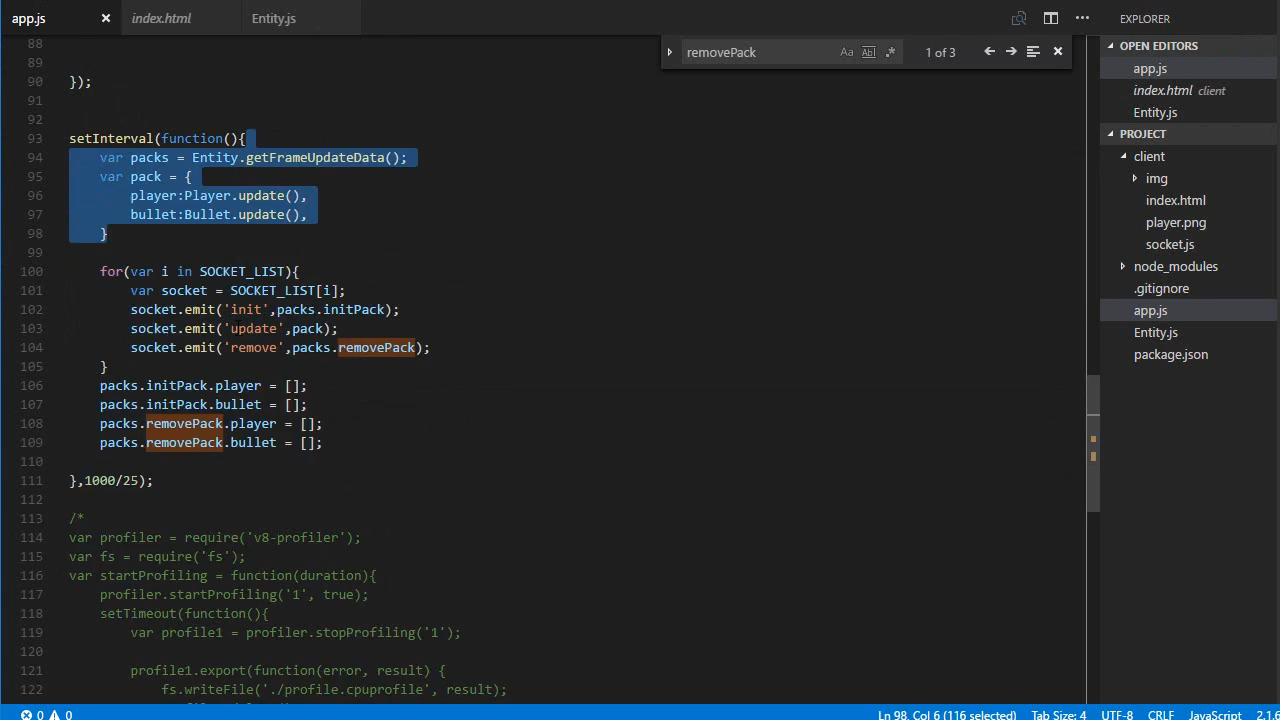 app.js
index.html
Entity.js
EXPLORER
removePack
Aa
Ab|
.*
1 of 3
OPEN EDITORS
app.js
index.html client
Entity.js
PROJECT
client
img
index.html
player.png
socket.js
node_modules
.gitignore
app.js
Entity.js
package.json
88
89
90 });
91
92
93 setInterval(function(){
94 var packs = Entity.getFrameUpdateData();
95 var pack = {
96 player:Player.update(),
97 bullet:Bullet.update(),
98 }
99
100 for(var i in SOCKET_LIST){
101 var socket = SOCKET_LIST[i];
102 socket.emit('init',packs.initPack);
103 socket.emit('update',pack);
104 socket.emit('remove',packs.removePack);
105 }
106 packs.initPack.player = [];
107 packs.initPack.bullet = [];
108 packs.removePack.player = [];
109 packs.removePack.bullet = [];
110
111 },1000/25);
112
113 /*
114 var profiler = require('v8-profiler');
115 var fs = require('fs');
116 var startProfiling = function(duration){
117 profiler.startProfiling('1', true);
118 setTimeout(function(){
119 var profile1 = profiler.stopProfiling('1');
120
121 profile1.export(function(error, result) {
122 fs.writeFile('./profile.cpuprofile', result);
0 0
Ln 98, Col 6 (116 selected)
Tab Size: 4
UTF-8
CRLF
JavaScript
2.1.6